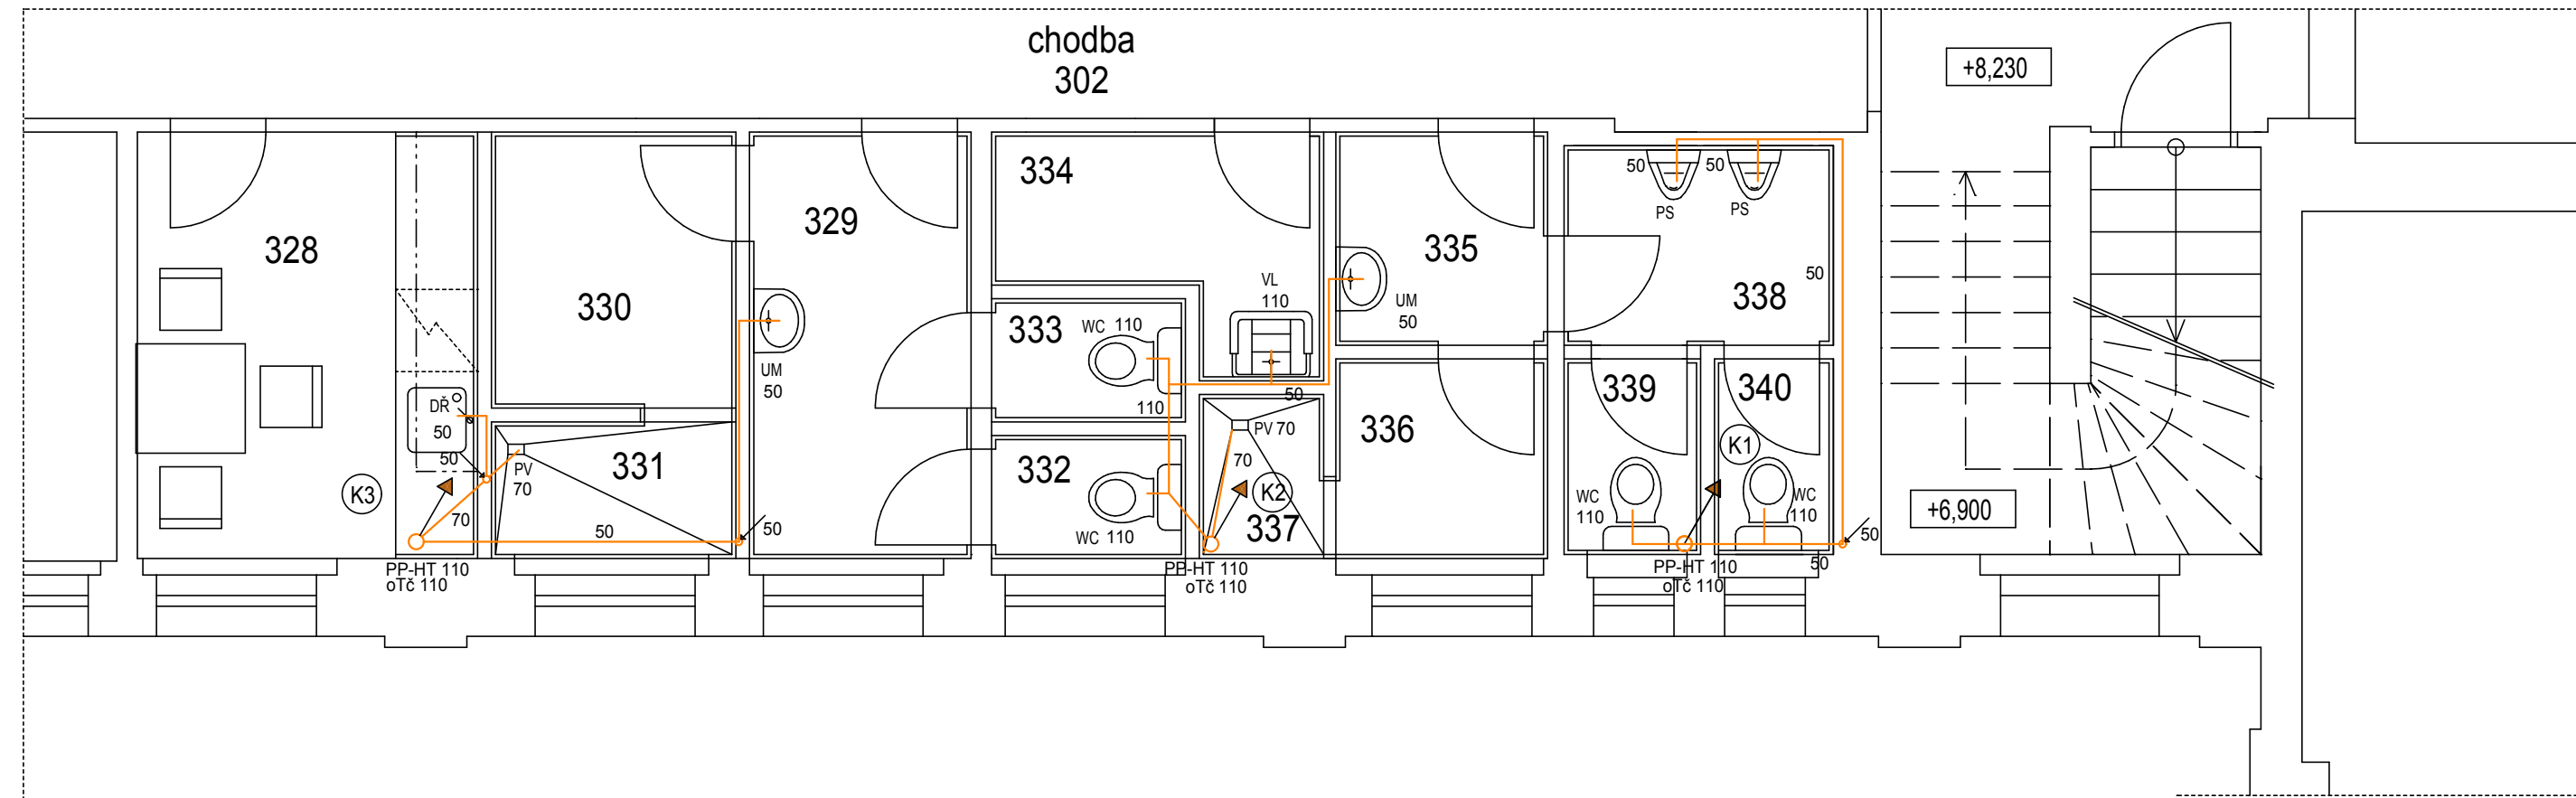 chodba
302
+8,230
328
DŘ
50
50
K3
70
PP-HT 110
oTč 110
330
331
PV
70
50
329
UM
50
50
334
333
WC 110
110
332
WC 110
VL
110
50
PV 70
70
K2
337
PP-HT 110
oTč 110
335
UM
50
336
50
50
PS
PS
338
50
339
340
K1
WC
110
WC
110
PP-HT 110
oTč 110
50
50
+6,900